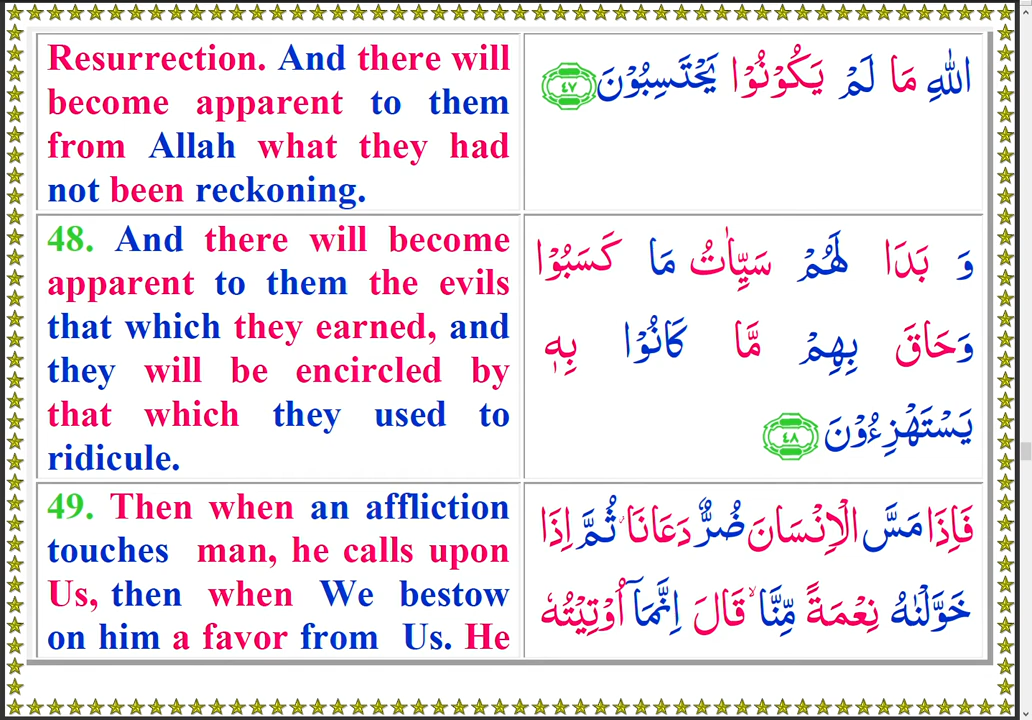 Resurrection. And there will
become apparent to them
from Allah what they had
not been reckoning.
اللّٰهِ مَا لَمْ يَكُوْنُوْا يَحْتَسِبُوْنَ ٤٧
48. And there will become
apparent to them the evils
that which they earned, and
they will be encircled by
that which they used to
ridicule.
وَ بَدَا لَهُمْ سَيِّاٰتُ مَا كَسَبُوْا
وَحَاقَ بِهِمْ مَّا كَانُوْا بِهٖ
يَسْتَهْزِءُوْنَ ٤٨
49. Then when an affliction
touches man, he calls upon
Us, then when We bestow
on him a favor from Us. He
فَاِذَا مَسَّ الْاِنْسَانَ ضُرٌّ دَعَانَا ۫ ثُمَّ اِذَا
خَوَّلْنٰهُ نِعْمَةً مِّنَّا ۙ قَالَ اِنَّمَاۤ اُوْتِيْتُهٗ